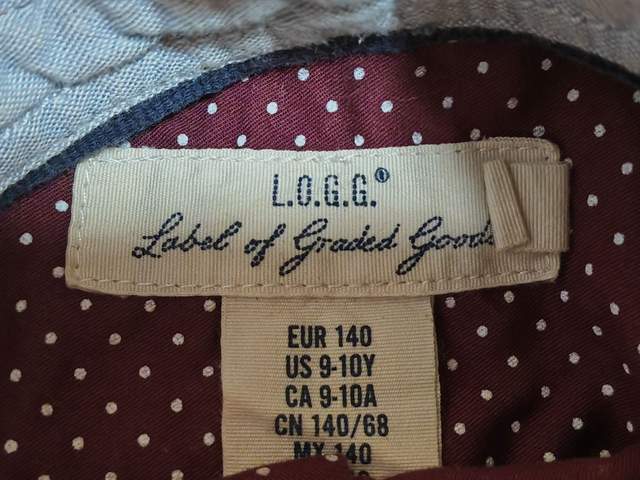 L.O.G.G.®
Label of Graded Goods
EUR 140
US 9-10Y
CA 9-10A
CN 140/68
MX 140